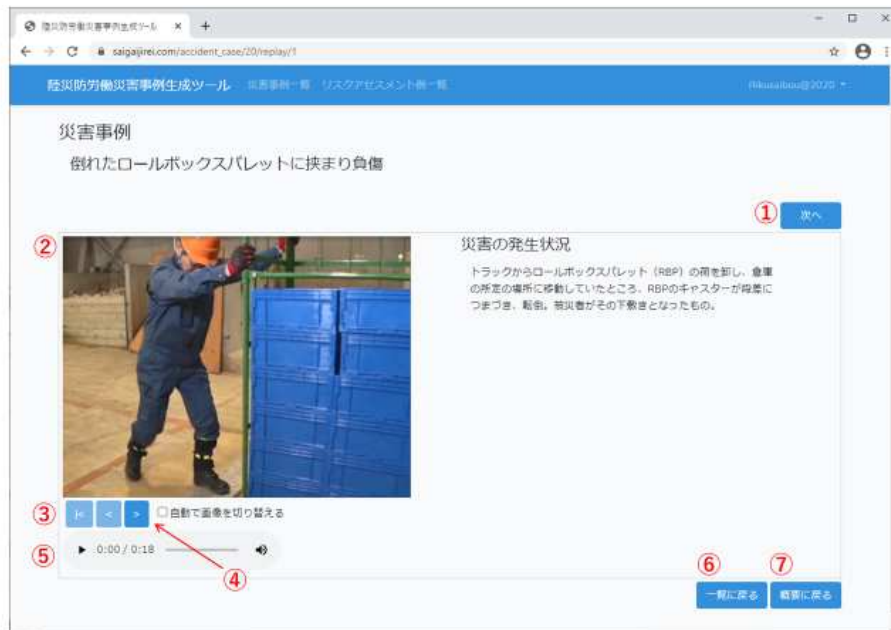 陸災防労働災害事例生成ツール
saigaijirei.com/accident_case/20/replay/1
陸災防労働災害事例生成ツール 災害事例一覧 リスクアセスメント例一覧 rikusaibou@2020
災害事例
倒れたロールボックスパレットに挟まり負傷
① 次へ
② 災害の発生状況
トラックからロールボックスパレット（RBP）の荷を卸し、倉庫
の所定の場所に移動していたところ、RBPのキャスターが段差に
つまづき、転倒。被災者がその下敷きとなったもの。
③ |< < > 自動で画像を切り替える
④
⑤ 0:00 / 0:18
⑥ ⑦
一覧に戻る 概要に戻る